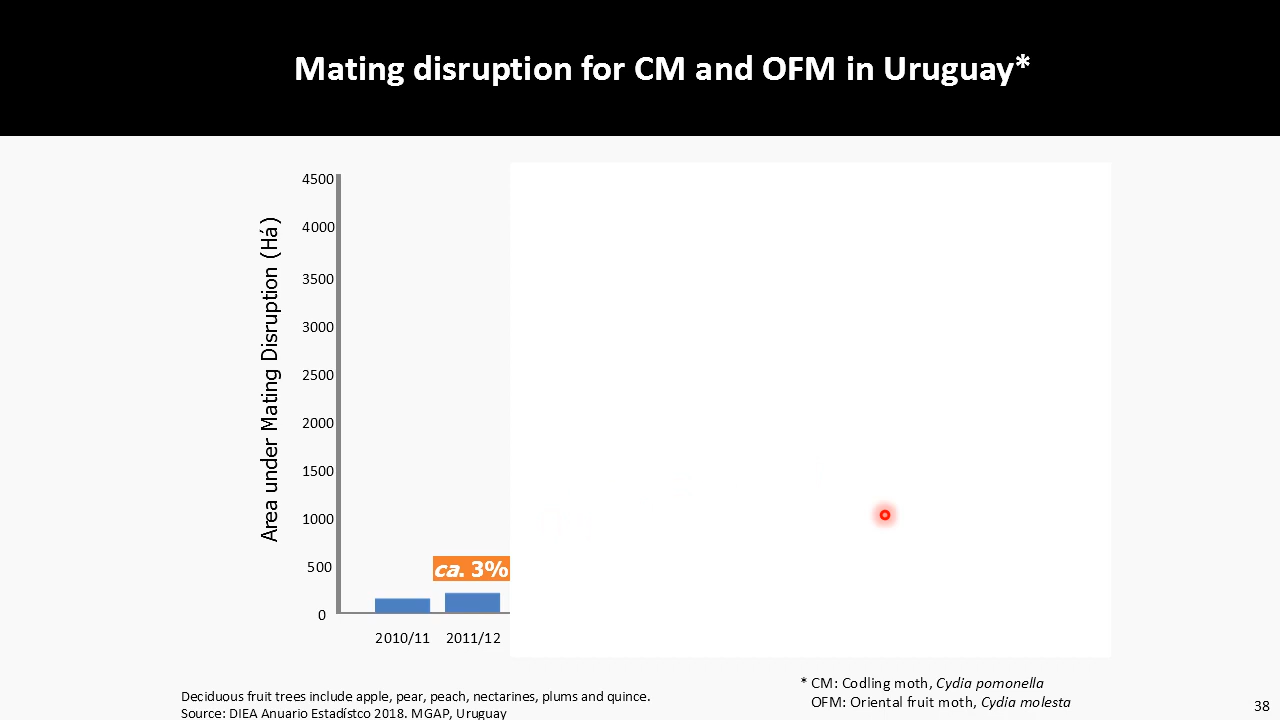 Mating disruption for CM and OFM in Uruguay*
Area under Mating Disruption (Há)
4500
4000
3500
3000
2500
2000
1500
1000
500
0
ca. 3%
2010/11 2011/12
* CM: Codling moth, Cydia pomonella
OFM: Oriental fruit moth, Cydia molesta
Deciduous fruit trees include apple, pear, peach, nectarines, plums and quince.
Source: DIEA Anuario Estadístco 2018. MGAP, Uruguay
38